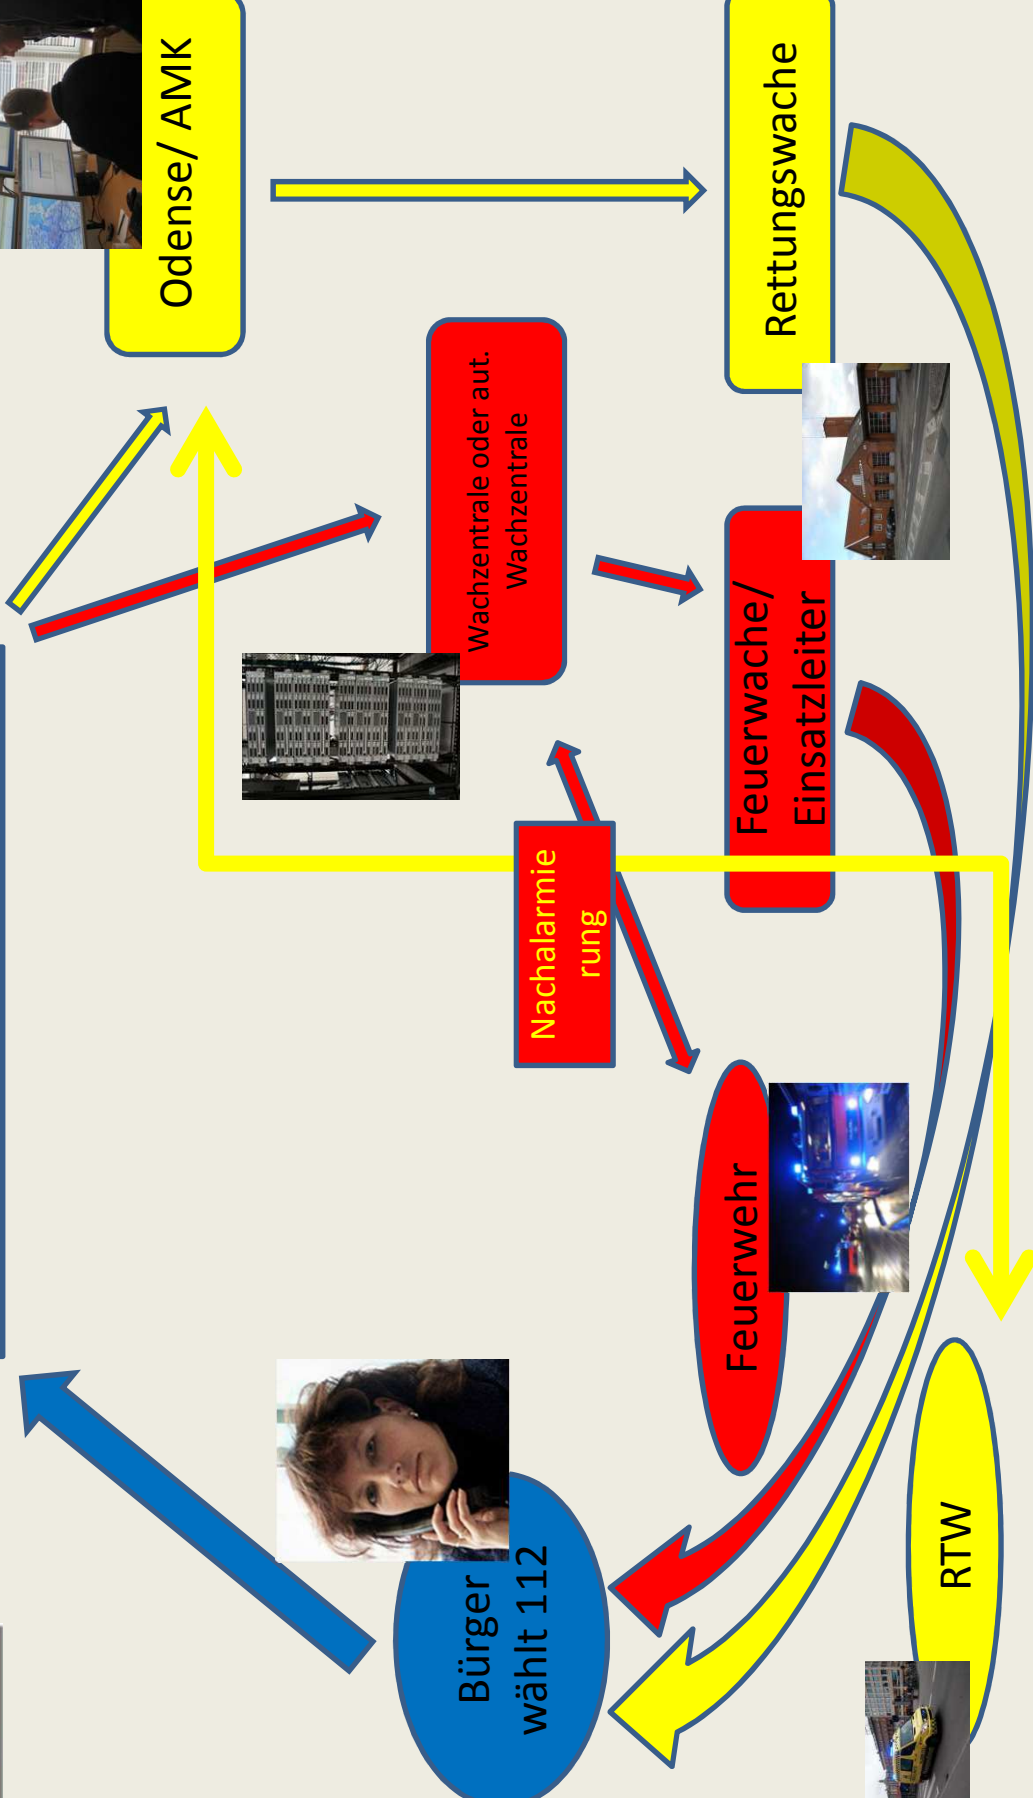 Odense/ AMK
Wachzentrale oder aut.
Wachzentrale
Rettungswache
Feuerwache/
Einsatzleiter
Nachalarmie
rung
Feuerwehr
Bürger
wählt 112
RTW